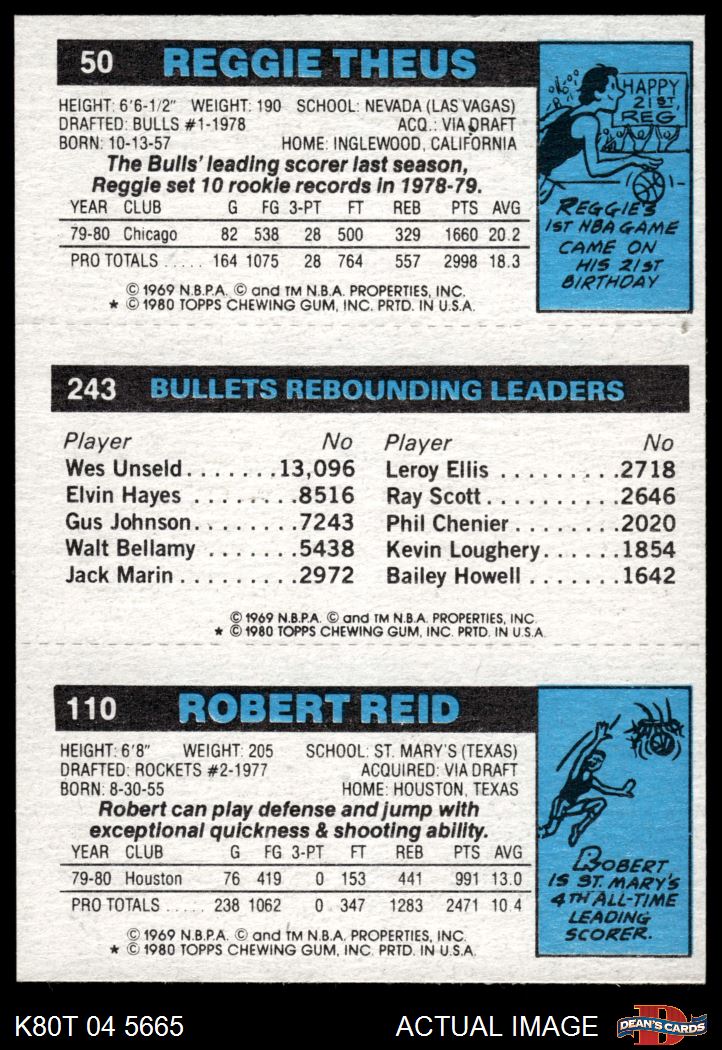 50 REGGIE THEUS
HEIGHT: 6'6-1/2" WEIGHT: 190 SCHOOL: NEVADA (LAS VAGAS)
DRAFTED: BULLS #1-1978 ACQ.: VIA DRAFT
BORN: 10-13-57 HOME: INGLEWOOD, CALIFORNIA
The Bulls' leading scorer last season,
Reggie set 10 rookie records in 1978-79.
YEAR CLUB G FG 3-PT FT REB PTS AVG
79-80 Chicago 82 538 28 500 329 1660 20.2
PRO TOTALS ..... 164 1075 28 764 557 2998 18.3
© 1969 N.B.P.A. © and TM N.B.A. PROPERTIES, INC.
* © 1980 TOPPS CHEWING GUM, INC. PRTD. IN U.S.A.
HAPPY
21ST,
REG
REGGIE'S
1ST NBA GAME
CAME ON
HIS 21ST
BIRTHDAY
243 BULLETS REBOUNDING LEADERS
Player No Player No
Wes Unseld.......13,096 Leroy Ellis .........2718
Elvin Hayes ........8516 Ray Scott..........2646
Gus Johnson........7243 Phil Chenier........2020
Walt Bellamy .......5438 Kevin Loughery......1854
Jack Marin .........2972 Bailey Howell .......1642
© 1969 N.B.P.A. © and TM N.B.A. PROPERTIES, INC.
* © 1980 TOPPS CHEWING GUM, INC. PRTD. IN U.S.A.
110 ROBERT REID
HEIGHT: 6'8" WEIGHT: 205 SCHOOL: ST. MARY'S (TEXAS)
DRAFTED: ROCKETS #2-1977 ACQUIRED: VIA DRAFT
BORN: 8-30-55 HOME: HOUSTON, TEXAS
Robert can play defense and jump with
exceptional quickness & shooting ability.
YEAR CLUB G FG 3-PT FT REB PTS AVG
79-80 Houston 76 419 0 153 441 991 13.0
PRO TOTALS ..... 238 1062 0 347 1283 2471 10.4
© 1969 N.B.P.A. © and TM N.B.A. PROPERTIES, INC.
* © 1980 TOPPS CHEWING GUM, INC. PRTD. IN U.S.A.
ROBERT
IS ST. MARY'S
4TH ALL-TIME
LEADING
SCORER.
K80T 04 5665 ACTUAL IMAGE D DEAN'S CARDS